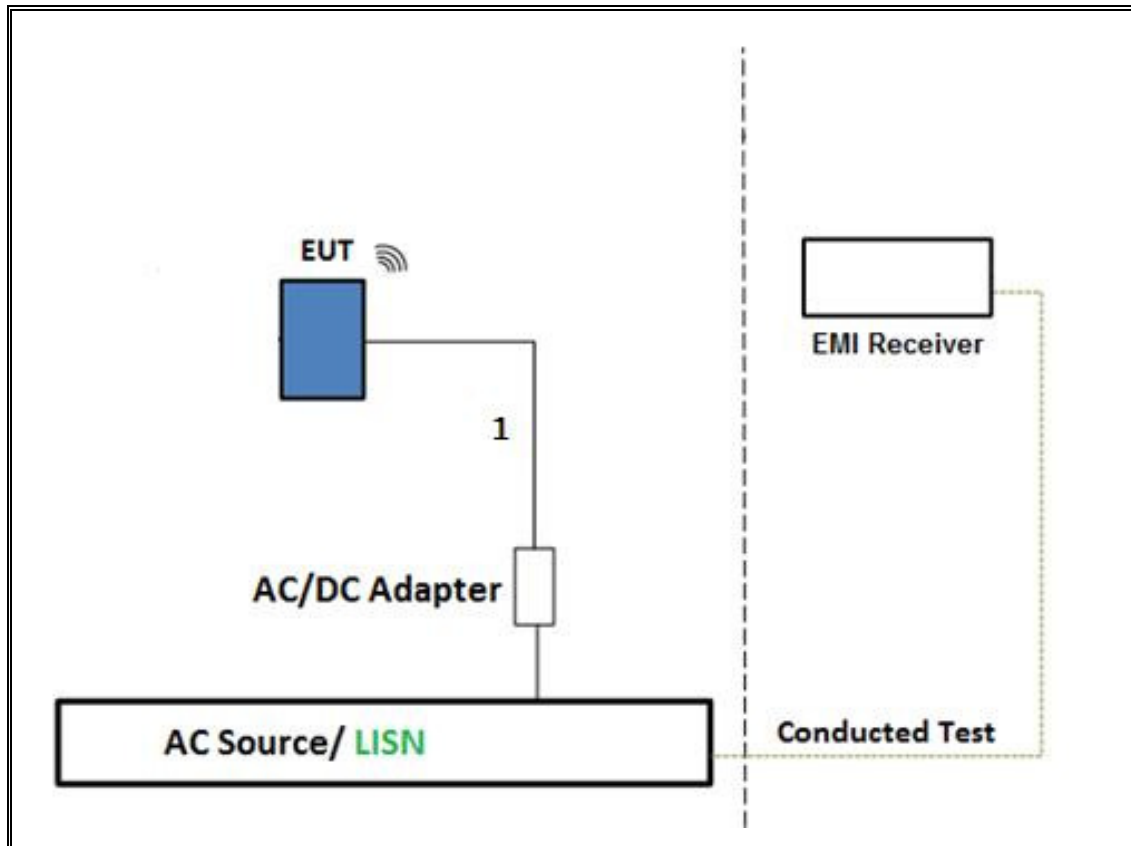 EUT
EMI Receiver
1
AC/DC Adapter
AC Source/ LISN
Conducted Test